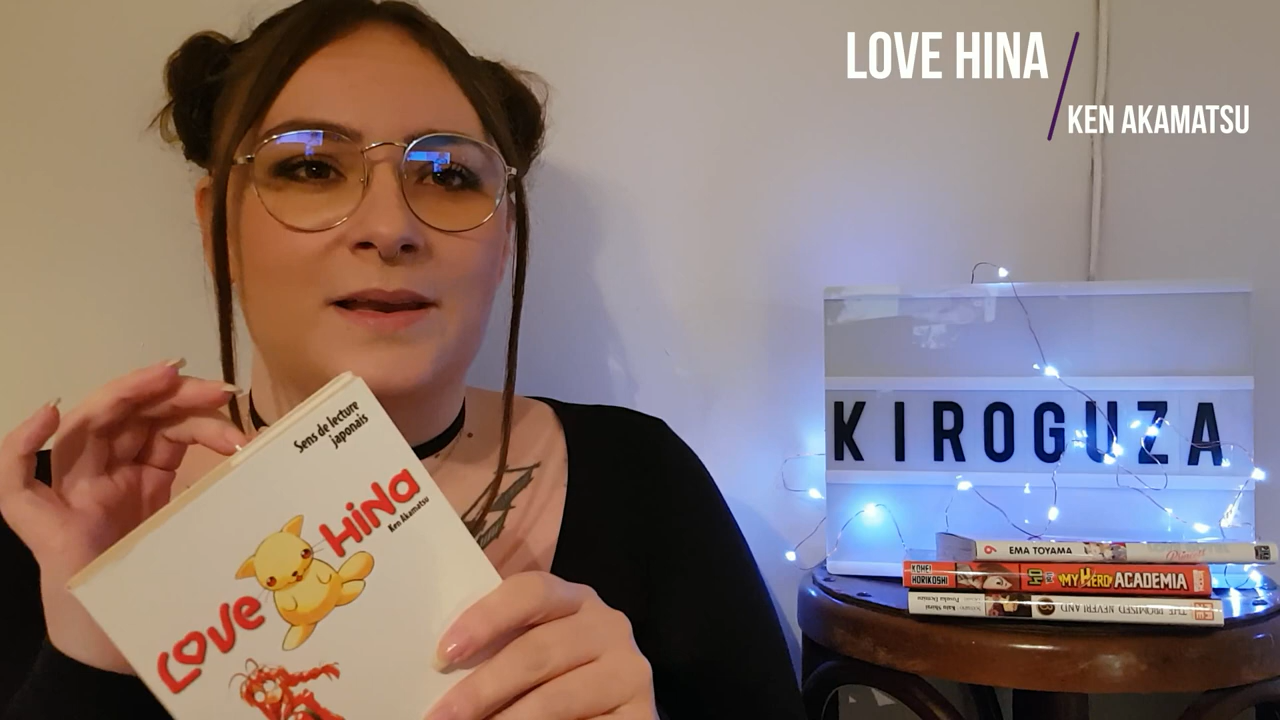 LOVE HINA
KEN AKAMATSU
Sens de lecture
japonais
LOVE HINA
Ken Akamatsu
KIROGUZA
6 EMA TOYAMA
KOHEI
HORIKOSHI
MY HERO ACADEMIA
THE PROMISED NEVERLAND